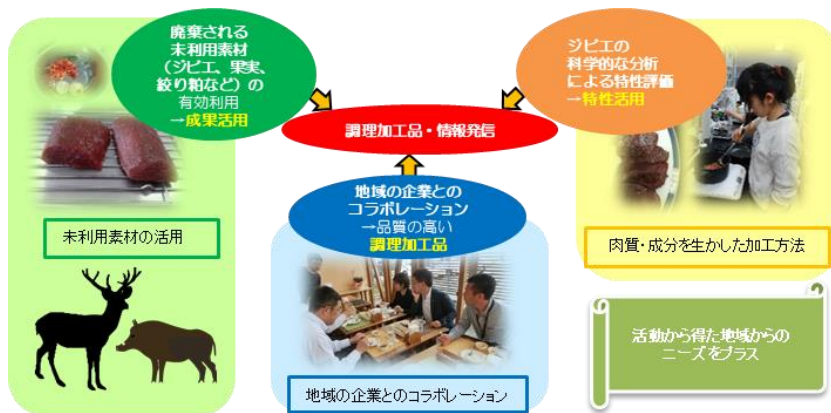 廃棄される
未利用素材
（ジビエ、果実、
絞り粕など）の
有効利用
→成果活用
ジビエの
科学的な分析
による特性評価
→特性活用
調理加工品・情報発信
地域の企業との
コラボレーション
→品質の高い
調理加工品
未利用素材の活用
肉質・成分を生かした加工方法
活動から得た地域からの
ニーズをプラス
地域の企業とのコラボレーション